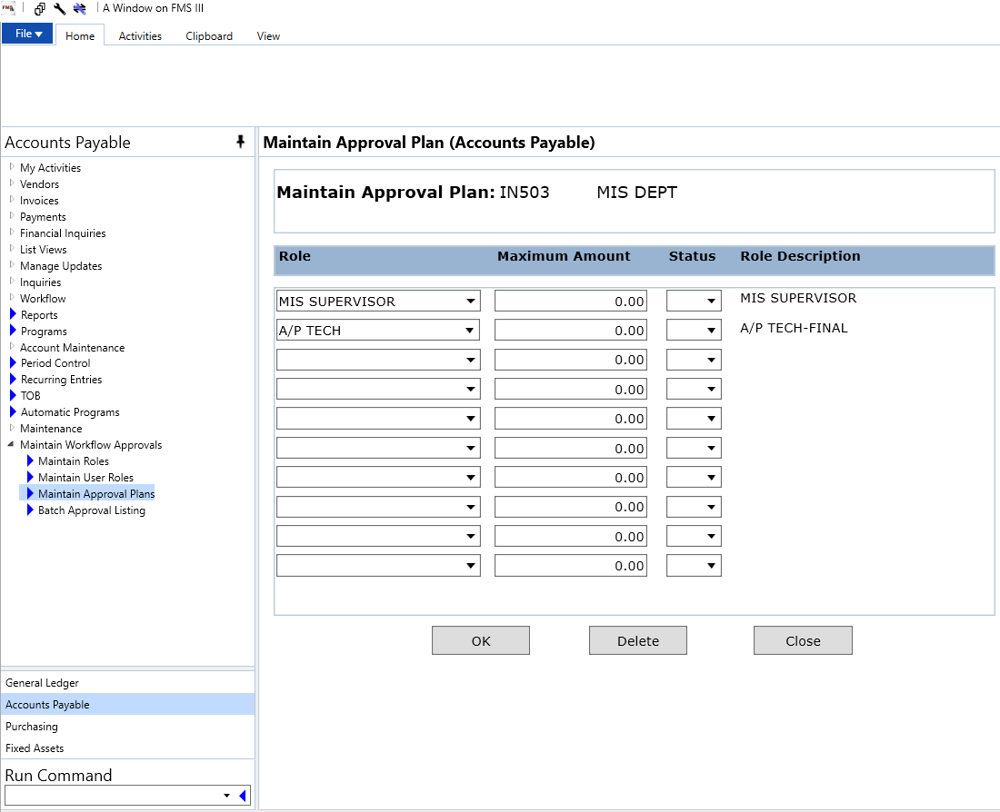 FMS A Window on FMS III
File Home Activities Clipboard View
Accounts Payable
My Activities
Vendors
Invoices
Payments
Financial Inquiries
List Views
Manage Updates
Inquiries
Workflow
Reports
Programs
Account Maintenance
Period Control
Recurring Entries
TOB
Automatic Programs
Maintenance
Maintain Workflow Approvals
Maintain Roles
Maintain User Roles
Maintain Approval Plans
Batch Approval Listing
General Ledger
Accounts Payable
Purchasing
Fixed Assets
Run Command
Maintain Approval Plan (Accounts Payable)
Maintain Approval Plan: IN503 MIS DEPT
Role Maximum Amount Status Role Description
MIS SUPERVISOR 0.00 MIS SUPERVISOR
A/P TECH 0.00 A/P TECH-FINAL
0.00
0.00
0.00
0.00
0.00
0.00
0.00
0.00
OK Delete Close